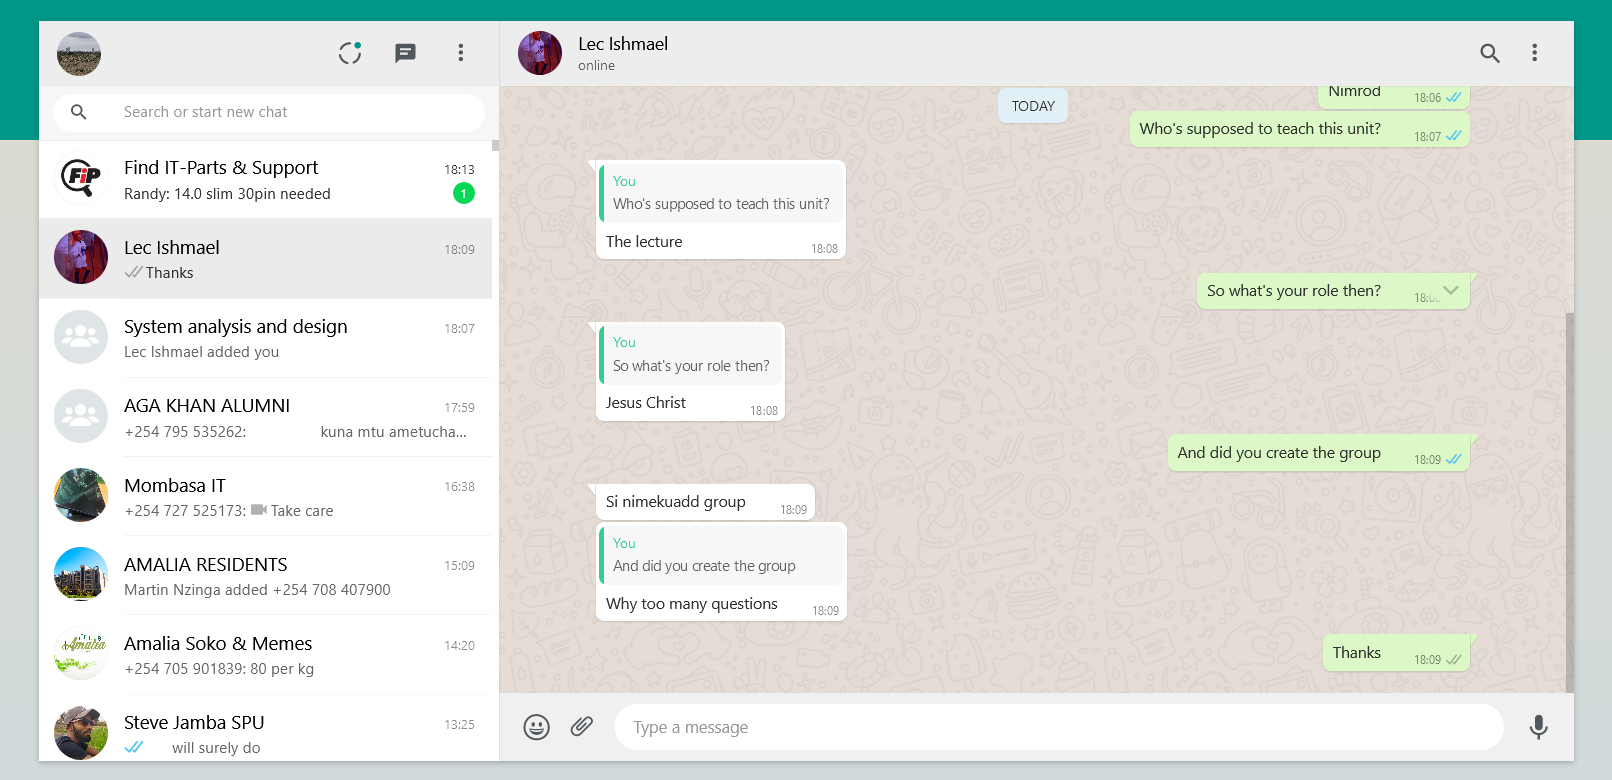 Search or start new chat
Find IT-Parts & Support
18:13
Randy: 14.0 slim 30pin needed
1
Lec Ishmael
18:09
Thanks
System analysis and design
18:07
Lec Ishmael added you
AGA KHAN ALUMNI
17:59
+254 795 535262: kuna mtu ametucha...
Mombasa IT
16:38
+254 727 525173: Take care
AMALIA RESIDENTS
15:09
Martin Nzinga added +254 708 407900
Amalia Soko & Memes
14:20
+254 705 901839: 80 per kg
Steve Jamba SPU
13:25
will surely do
FiP
Amalia
Lec Ishmael
online
TODAY
Nimrod
18:06
Who's supposed to teach this unit?
18:07
You
Who's supposed to teach this unit?
The lecture
18:08
So what's your role then?
You
So what's your role then?
Jesus Christ
18:08
And did you create the group
18:09
Si nimekuadd group
18:09
You
And did you create the group
Why too many questions
18:09
Thanks
18:09
Type a message